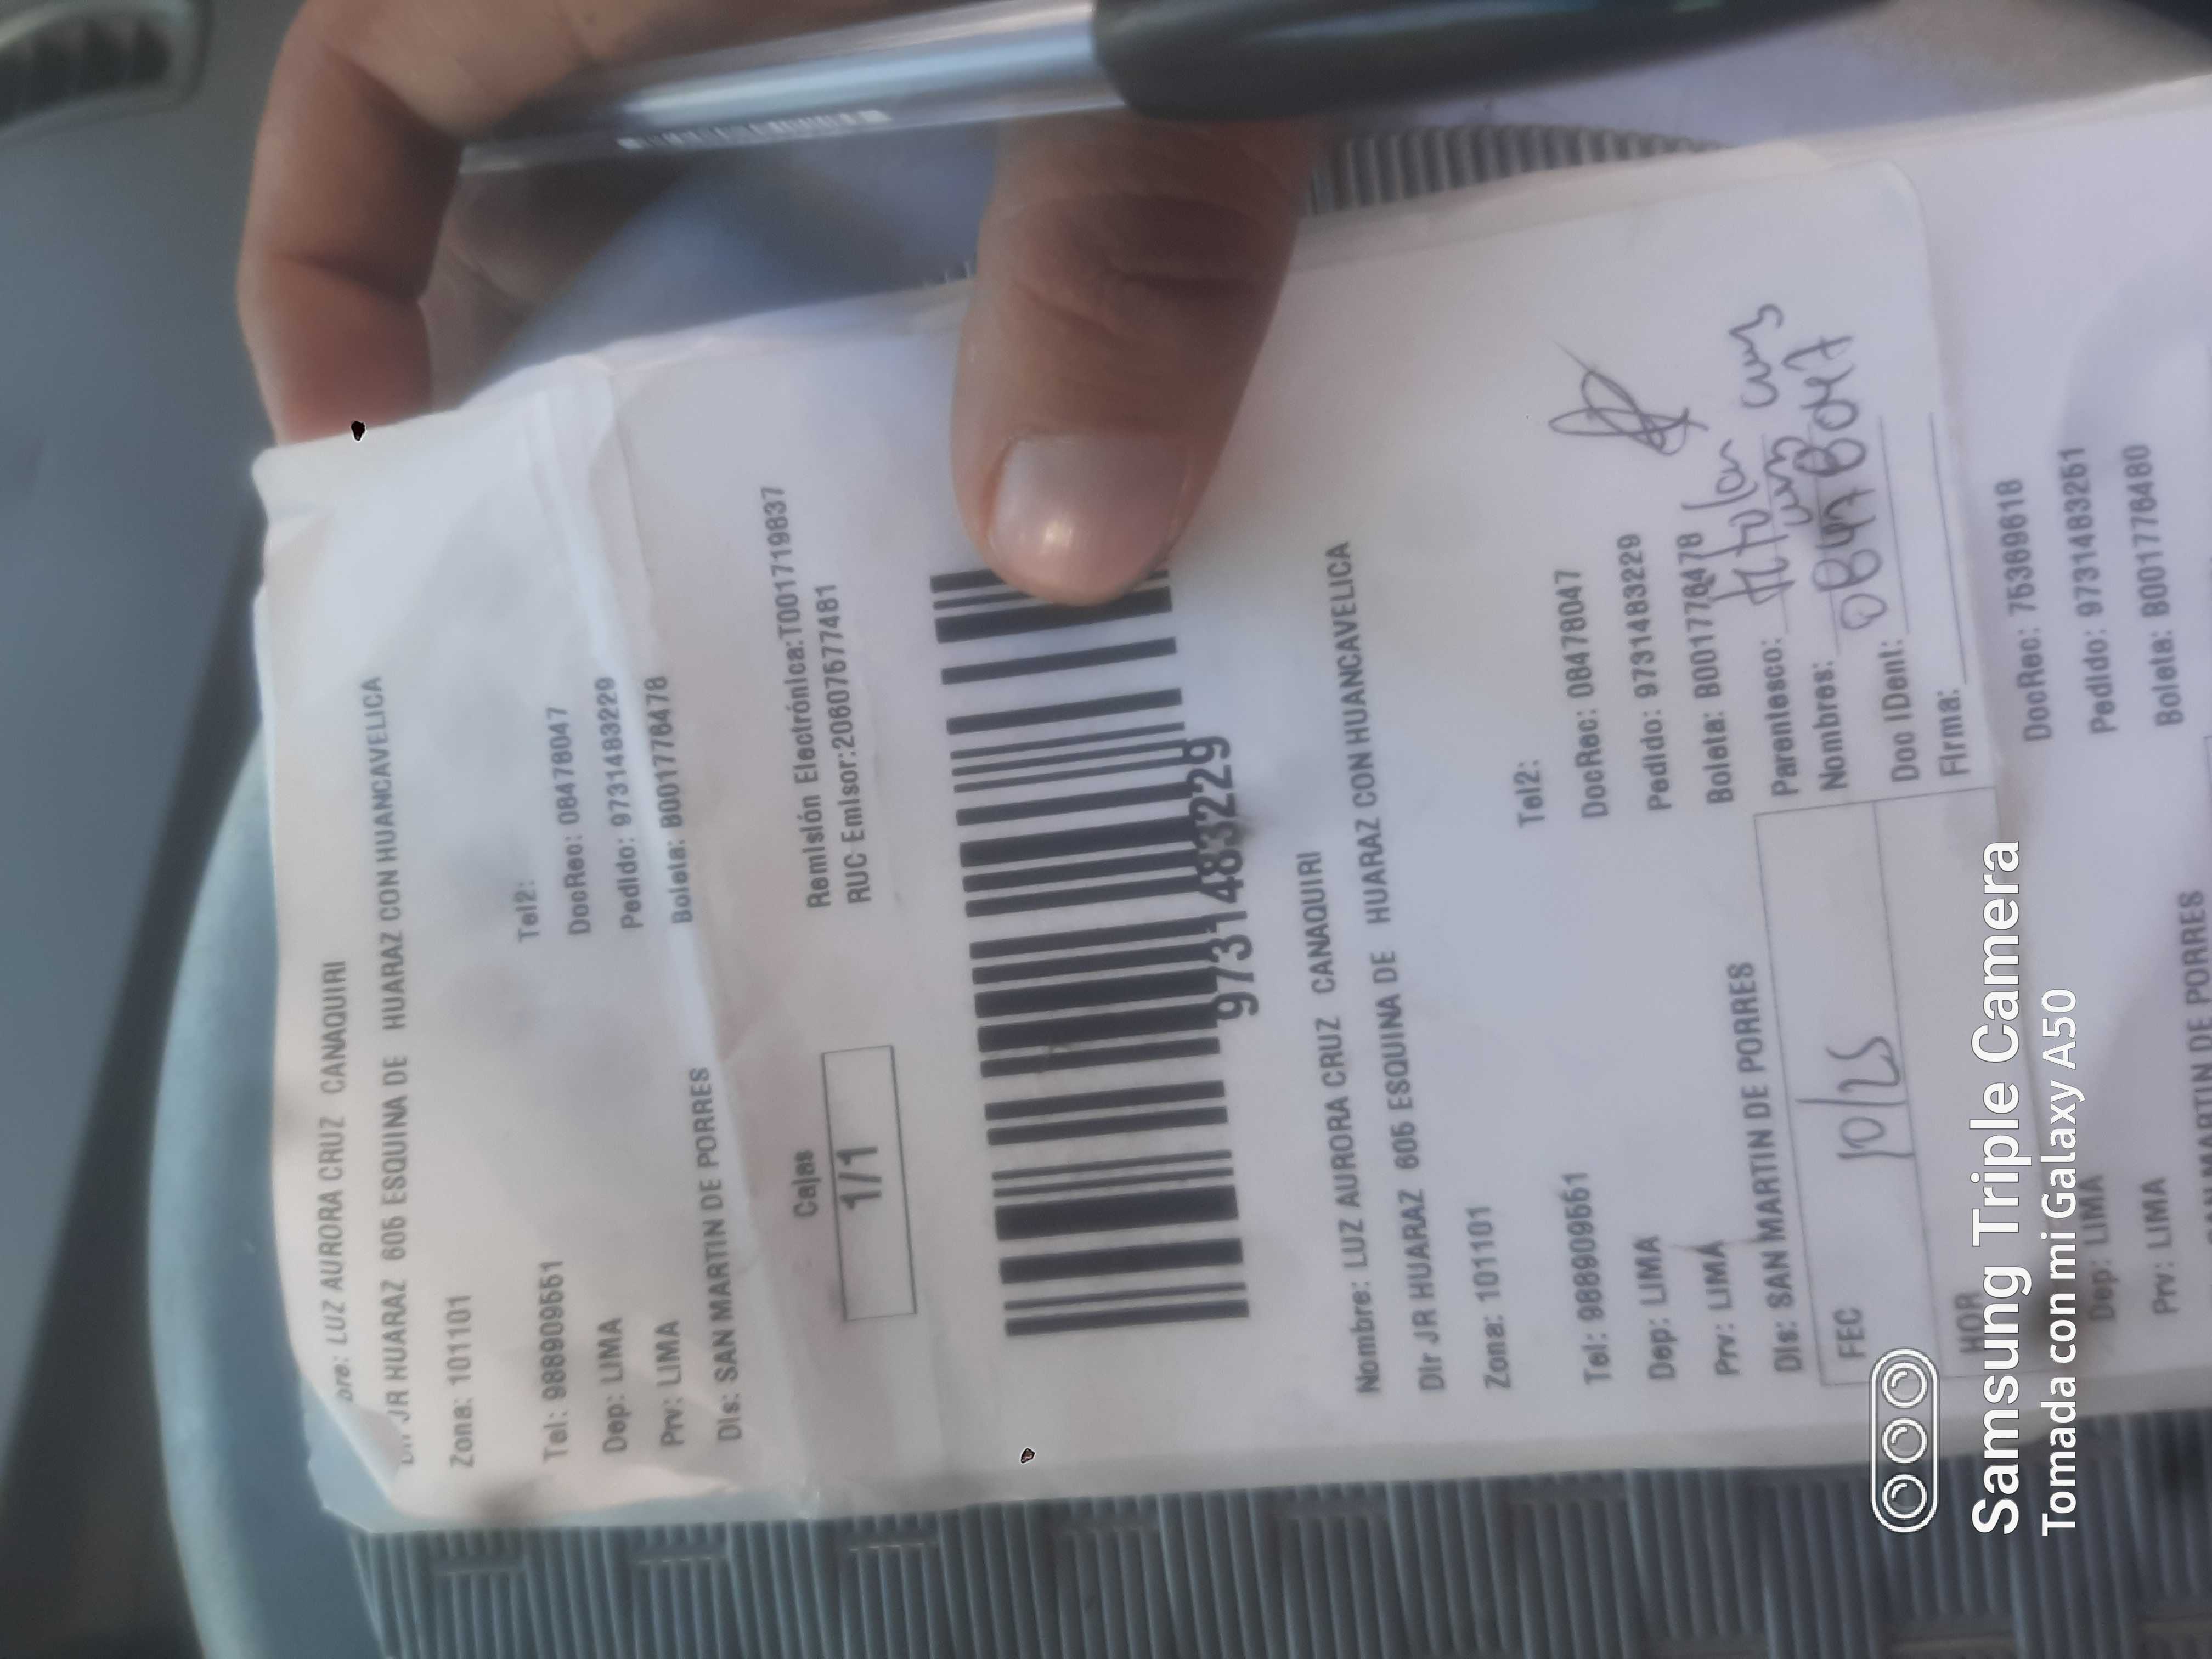 bre: LUZ AURORA CRUZ CANAQUIRI
Dir JR HUARAZ 605 ESQUINA DE HUARAZ CON HUANCAVELICA
Zona: 101101
Tel: 988909551
Tel2:
Dep: LIMA
DocRec: 08478047
Prv: LIMA
Pedido: 9731483229
Dis: SAN MARTIN DE PORRES
Boleta: B001776478
Cajas
1/1
Remisión Electrónica:T001719837
RUC Emisor:20607677481
9731483229
Nombre: LUZ AURORA CRUZ CANAQUIRI
Dir JR HUARAZ 605 ESQUINA DE HUARAZ CON HUANCAVELICA
Zona: 101101
Tel: 988909551
Tel2:
Dep: LIMA
DocRec: 08478047
Prv: LIMA
Pedido: 9731483229
Dis: SAN MARTIN DE PORRES
Boleta: B001776478
FEC 10/25
HOR
Parentesco:
Nombres:
Doc IDent: 08478047
Firma:
DocRec: 75369618
Dep: LIMA
Pedido: 9731483261
Prv: LIMA
Boleta: B001776480
MARTIN DE PORRES
Samsung Triple Camera
Tomada con mi Galaxy A50